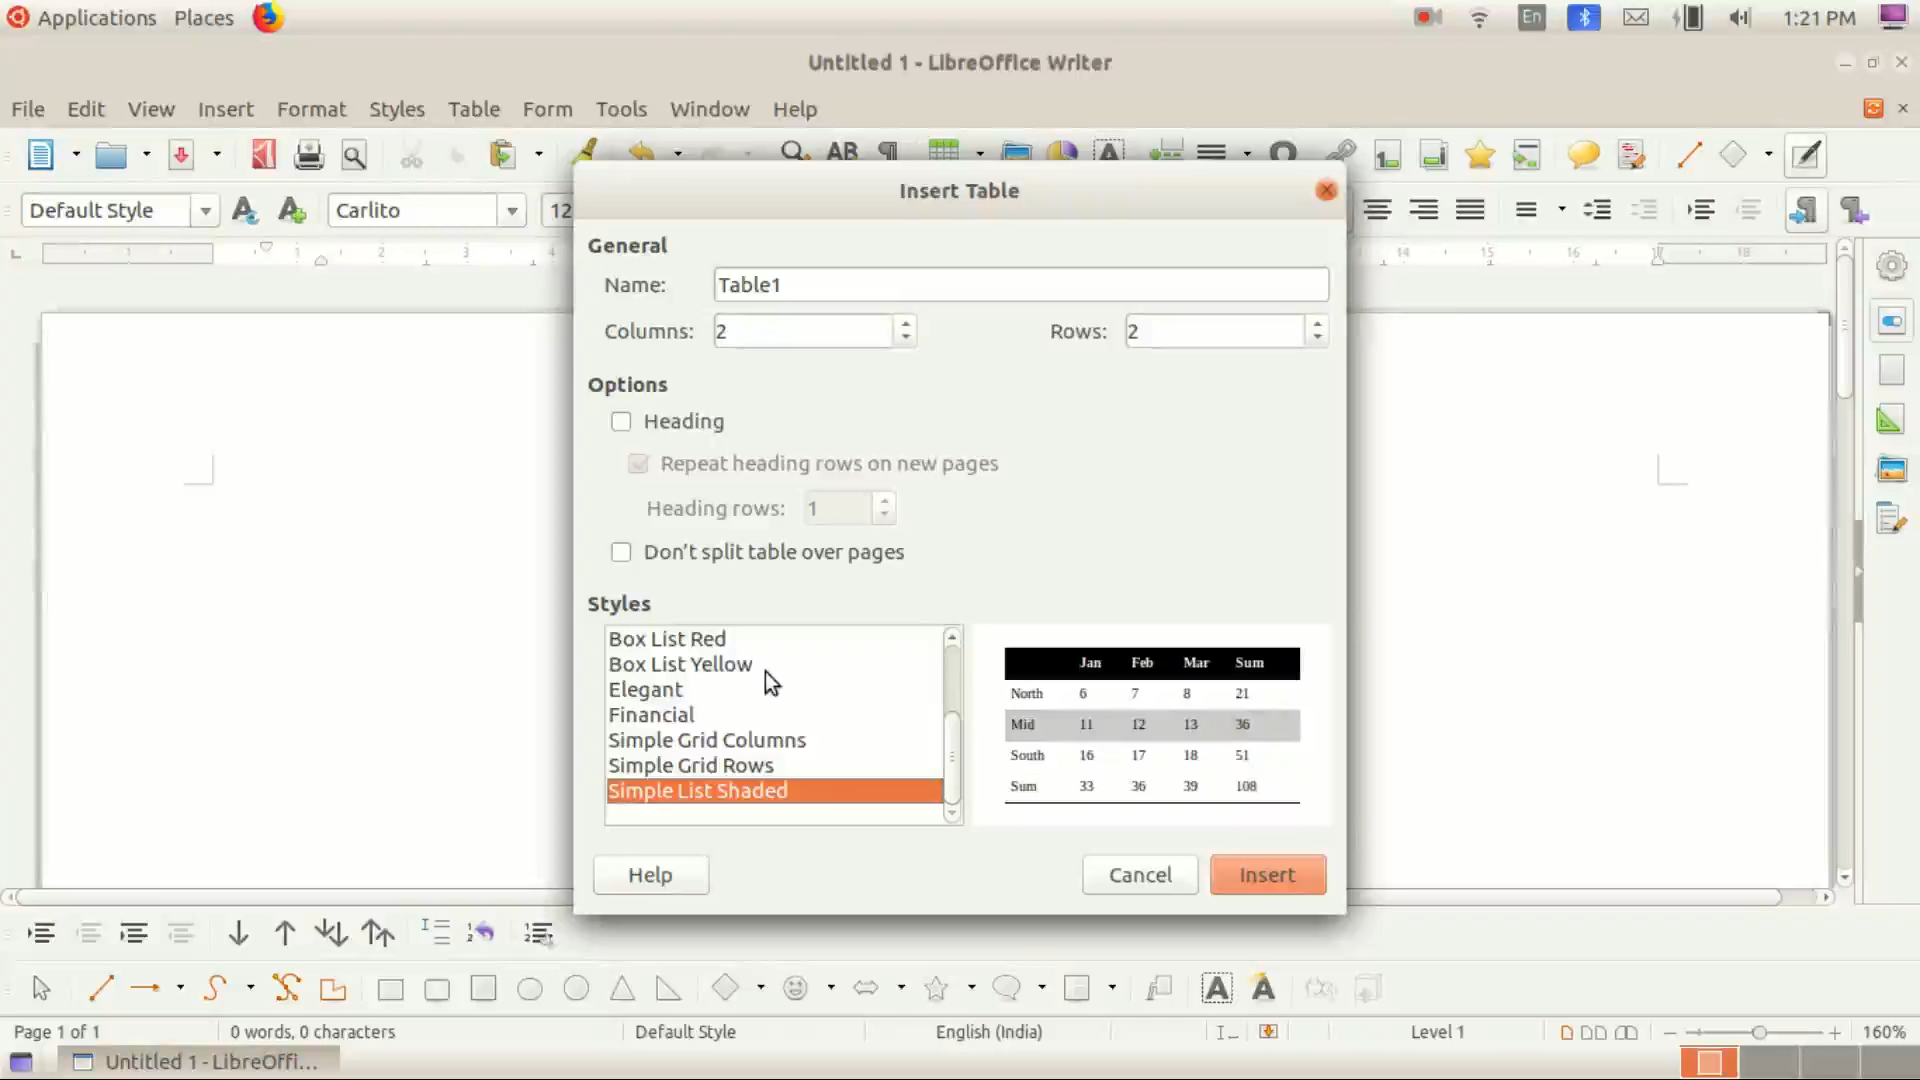 Applications Places En 1:21 PM
Untitled 1 - LibreOffice Writer
File Edit View Insert Format Styles Table Form Tools Window Help
Default Style Carlito 12
Insert Table
General
Name: Table1
Columns: 2 Rows: 2
Options
Heading
Repeat heading rows on new pages
Heading rows: 1
Don't split table over pages
Styles
Box List Red
Box List Yellow
Elegant
Financial
Simple Grid Columns
Simple Grid Rows
Simple List Shaded
Jan Feb Mar Sum
North 6 7 8 21
Mid 11 12 13 36
South 16 17 18 51
Sum 33 36 39 108
Help Cancel Insert
Page 1 of 1 0 words, 0 characters Default Style English (India) Level 1 160%
Untitled 1 - LibreOffi...